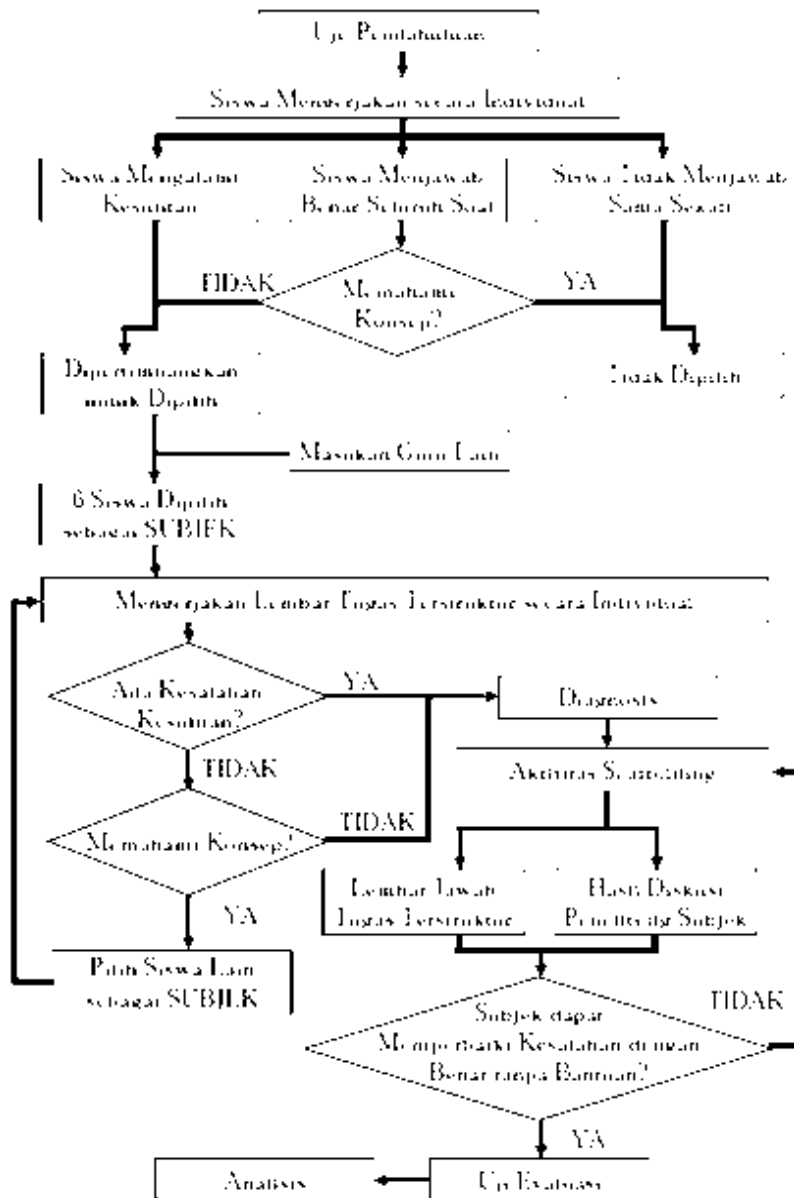 Uji Pendahuluan
Siswa Mengerjakan secara Individual
Siswa Mengalami
Kesulitan
Siswa Menjawab
Benar Seluruh Soal
Siswa Tidak Menjawab
Sama Sekali
TIDAK
Memahami
Konsep?
YA
Dipertimbangkan
untuk Dipilih
Tidak Dipilih
Masukan Guru Lain
6 Siswa Dipilih
sebagai SUBJEK
Mengerjakan Lembar Tugas Terstruktur secara Individual
Ada Kesalahan
Kesulitan?
YA
Diagnosis
TIDAK
Aktivitas Scaffolding
Memahami Konsep?
TIDAK
YA
Lembar Jawab
Tugas Terstruktur
Hasil Diskusi
Peneliti dg Subjek
Pilih Siswa Lain
sebagai SUBJEK
Subjek dapat
Memperbaiki Kesalahan dengan
Benar tanpa Bantuan?
TIDAK
YA
Analisis
Uji Evaluasi